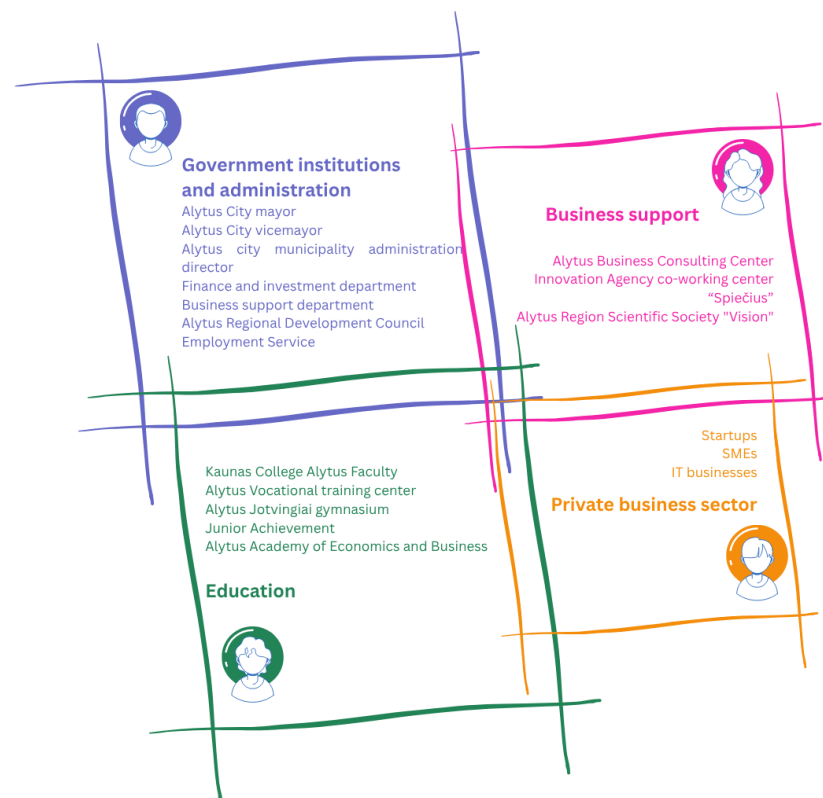 Government institutions
and administration
Alytus City mayor
Alytus City vicemayor
Alytus city municipality administration
director
Finance and investment department
Business support department
Alytus Regional Development Council
Employment Service
Business support
Alytus Business Consulting Center
Innovation Agency co-working center
“Spiečius”
Alytus Region Scientific Society "Vision"
Kaunas College Alytus Faculty
Alytus Vocational training center
Alytus Jotvingiai gymnasium
Junior Achievement
Alytus Academy of Economics and Business
Education
Startups
SMEs
IT businesses
Private business sector